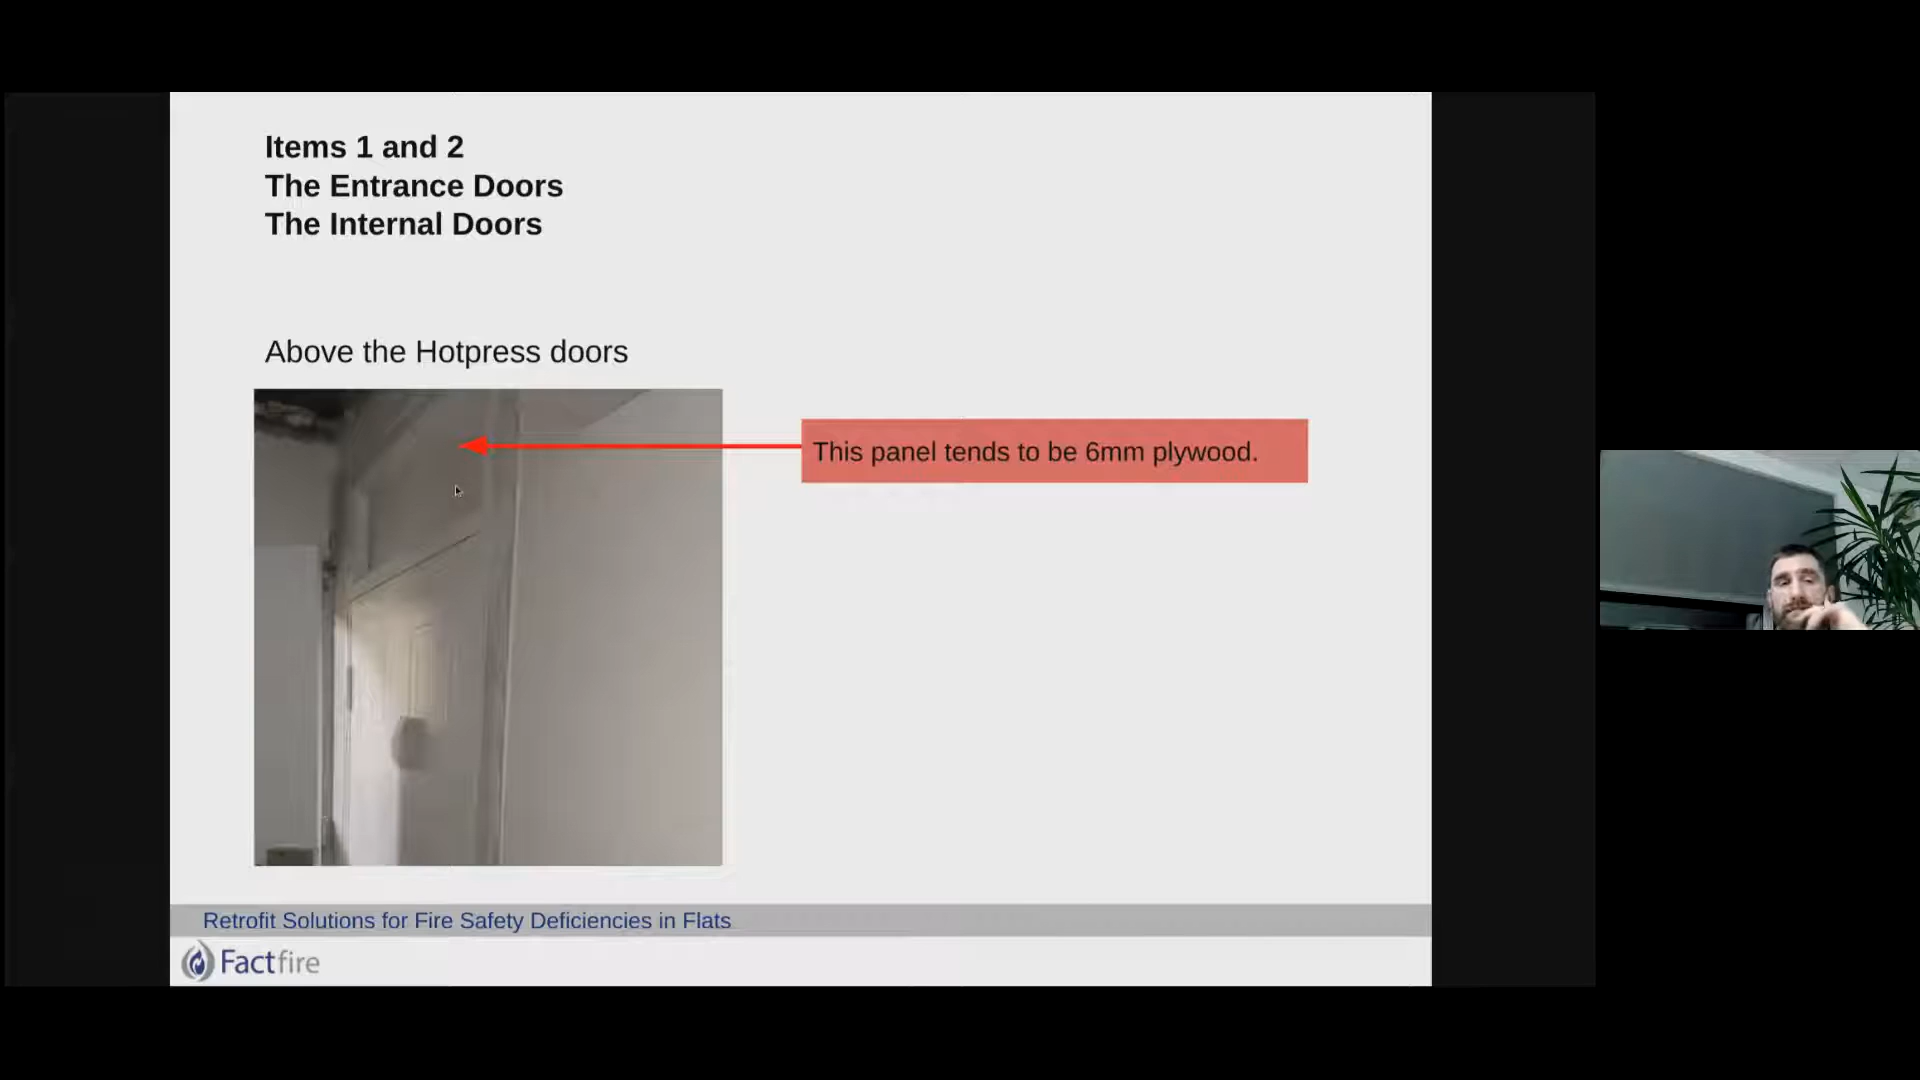 Items 1 and 2
The Entrance Doors
The Internal Doors
Above the Hotpress doors
This panel tends to be 6mm plywood.
Retrofit Solutions for Fire Safety Deficiencies in Flats
Factfire